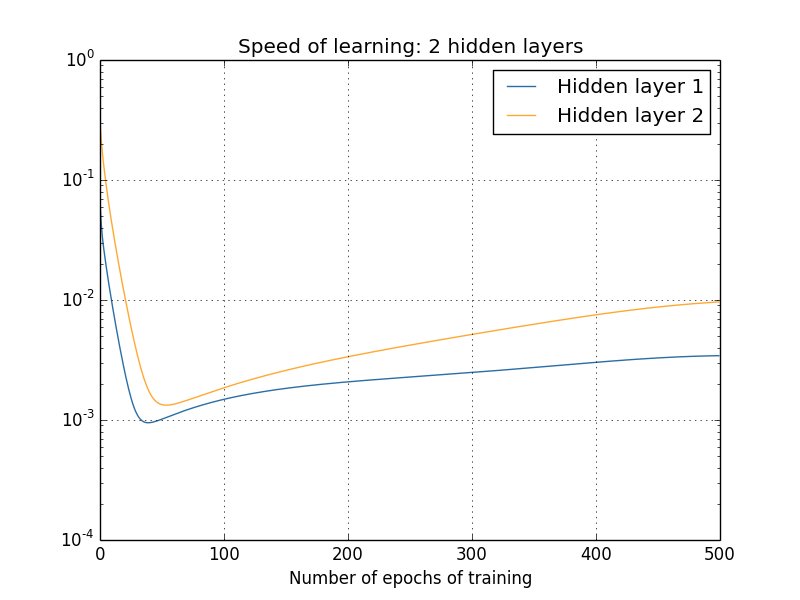 Speed of learning: 2 hidden layers
10^0
Hidden layer 1
Hidden layer 2
10^-1
10^-2
10^-3
10^-4
0 100 200 300 400 500
Number of epochs of training